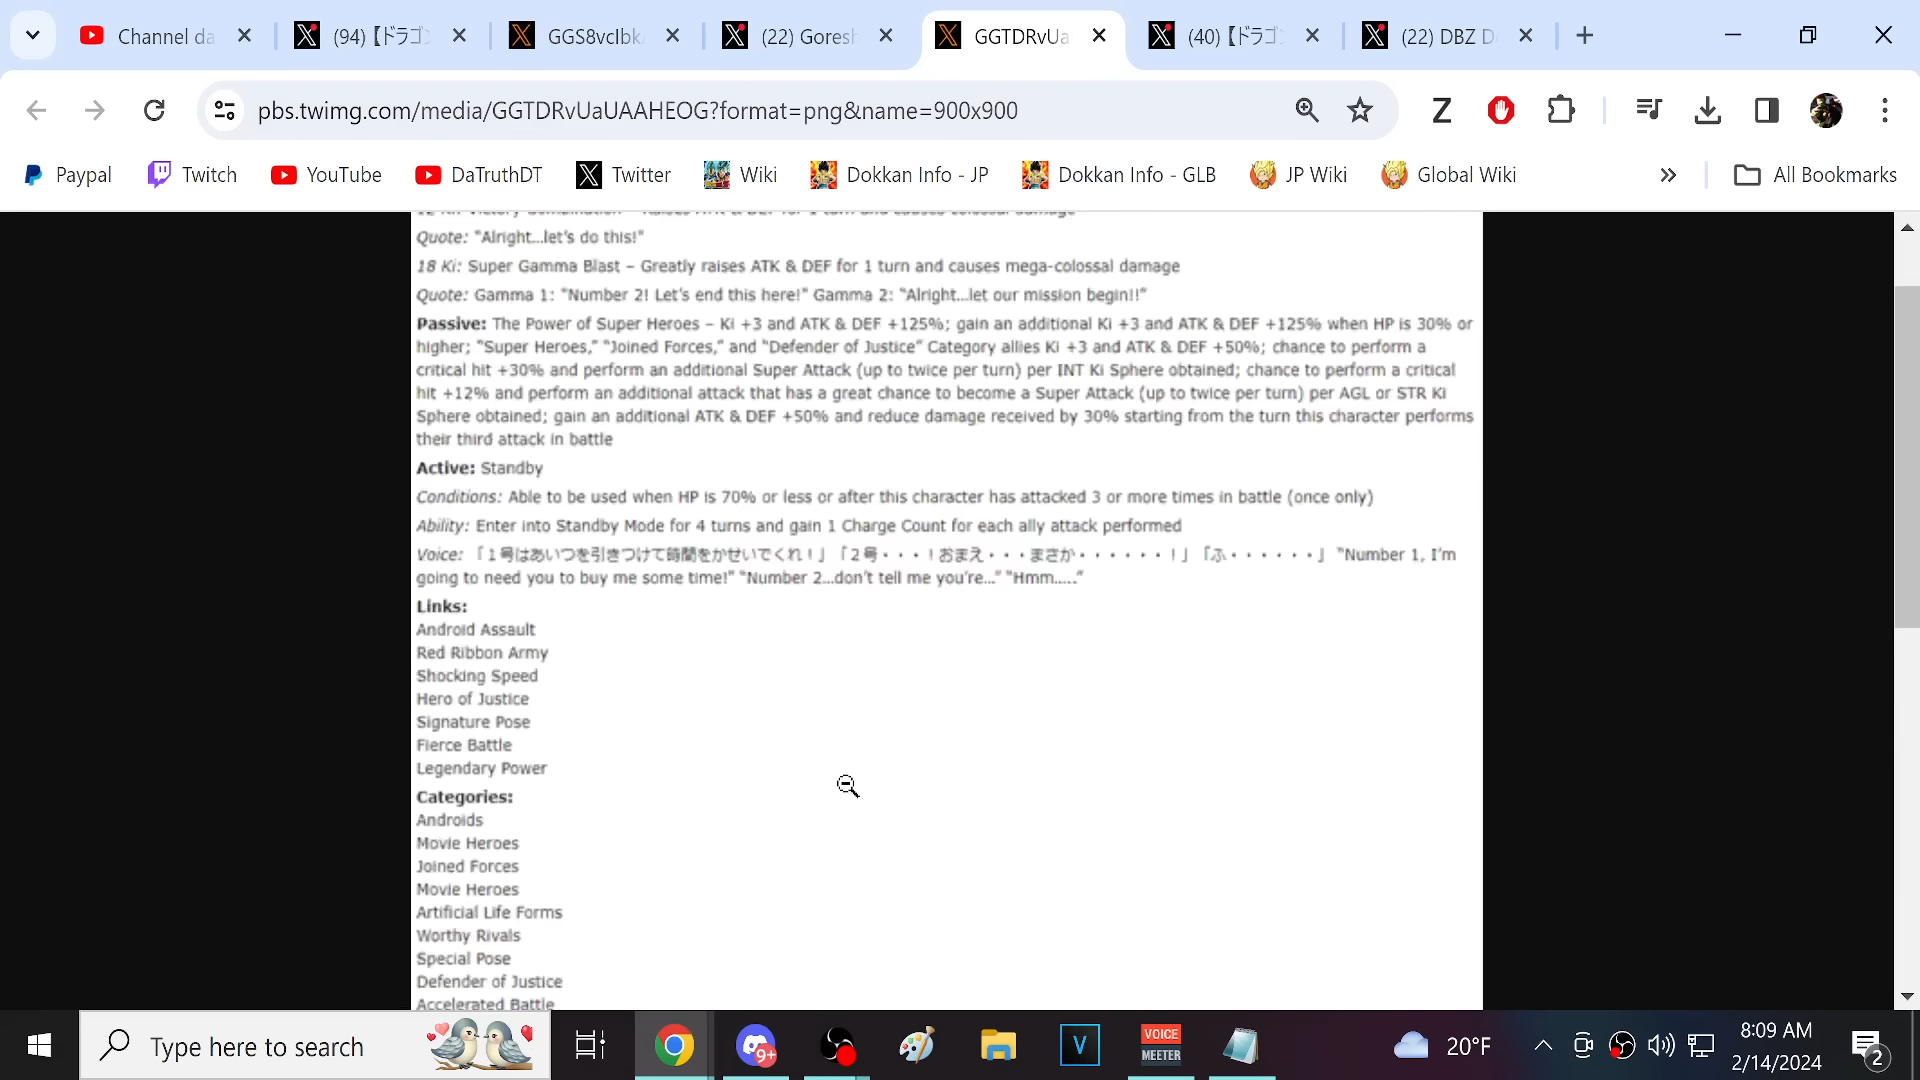 Channel da
(94)【ドラゴ
GGS8vclbk
(22) Goresh
GGTDRvUa
(40)【ドラゴ
(22) DBZ D
pbs.twimg.com/media/GGTDRvUaUAAHEOG?format=png&name=900x900
Paypal
Twitch
YouTube
DaTruthDT
Twitter
Wiki
Dokkan Info - JP
Dokkan Info - GLB
JP Wiki
Global Wiki
All Bookmarks
12 Ki: Victory Combination – Raises ATK & DEF for 1 turn and causes colossal damage
Quote: "Alright...let's do this!"
18 Ki: Super Gamma Blast – Greatly raises ATK & DEF for 1 turn and causes mega-colossal damage
Quote: Gamma 1: "Number 2! Let's end this here!" Gamma 2: "Alright...let our mission begin!!"
Passive: The Power of Super Heroes – Ki +3 and ATK & DEF +125%; gain an additional Ki +3 and ATK & DEF +125% when HP is 30% or
higher; "Super Heroes," "Joined Forces," and "Defender of Justice" Category allies Ki +3 and ATK & DEF +50%; chance to perform a
critical hit +30% and perform an additional Super Attack (up to twice per turn) per INT Ki Sphere obtained; chance to perform a critical
hit +12% and perform an additional attack that has a great chance to become a Super Attack (up to twice per turn) per AGL or STR Ki
Sphere obtained; gain an additional ATK & DEF +50% and reduce damage received by 30% starting from the turn this character performs
their third attack in battle
Active: Standby
Conditions: Able to be used when HP is 70% or less or after this character has attacked 3 or more times in battle (once only)
Ability: Enter into Standby Mode for 4 turns and gain 1 Charge Count for each ally attack performed
Voice: 「１号はあいつを引きつけて時間をかせいでくれ！」「２号・・・！おまえ・・・まさか・・・・・・！」「ふ・・・・・・」 "Number 1, I'm
going to need you to buy me some time!" "Number 2...don't tell me you're..." "Hmm....."
Links:
Android Assault
Red Ribbon Army
Shocking Speed
Hero of Justice
Signature Pose
Fierce Battle
Legendary Power
Categories:
Androids
Movie Heroes
Joined Forces
Movie Heroes
Artificial Life Forms
Worthy Rivals
Special Pose
Defender of Justice
Accelerated Battle
Type here to search
9+
V
VOICE
MEETER
20°F
8:09 AM
2/14/2024
2